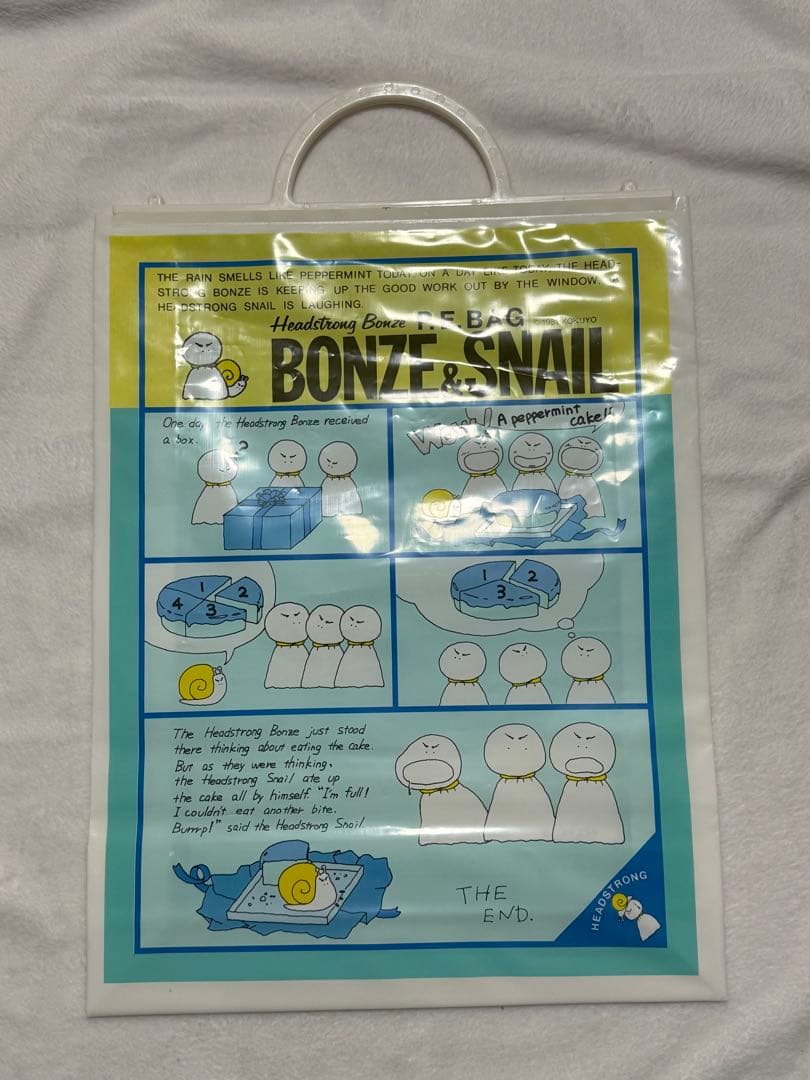 THE RAIN SMELLS LIKE PEPPERMINT TODAY. ON A DAY LIKE TODAY, THE HEAD-
STRONG BONZE IS KEEPING UP THE GOOD WORK OUT BY THE WINDOW.
HEADSTRONG SNAIL IS LAUGHING.
Headstrong Bonze P.E.BAG ©1981 KOKUYO
BONZE & SNAIL
One day the Headstrong Bonze received
a box.
?
Wow!
A peppermint
cake!!
1
2
3
4
1
2
3
The Headstrong Bonze just stood
there thinking about eating the cake.
But as they were thinking,
the Headstrong Snail ate up
the cake all by himself. "I'm full!
I couldn't eat another bite.
Burrrp!" said the Headstrong Snail.
THE
END.
HEADSTRONG